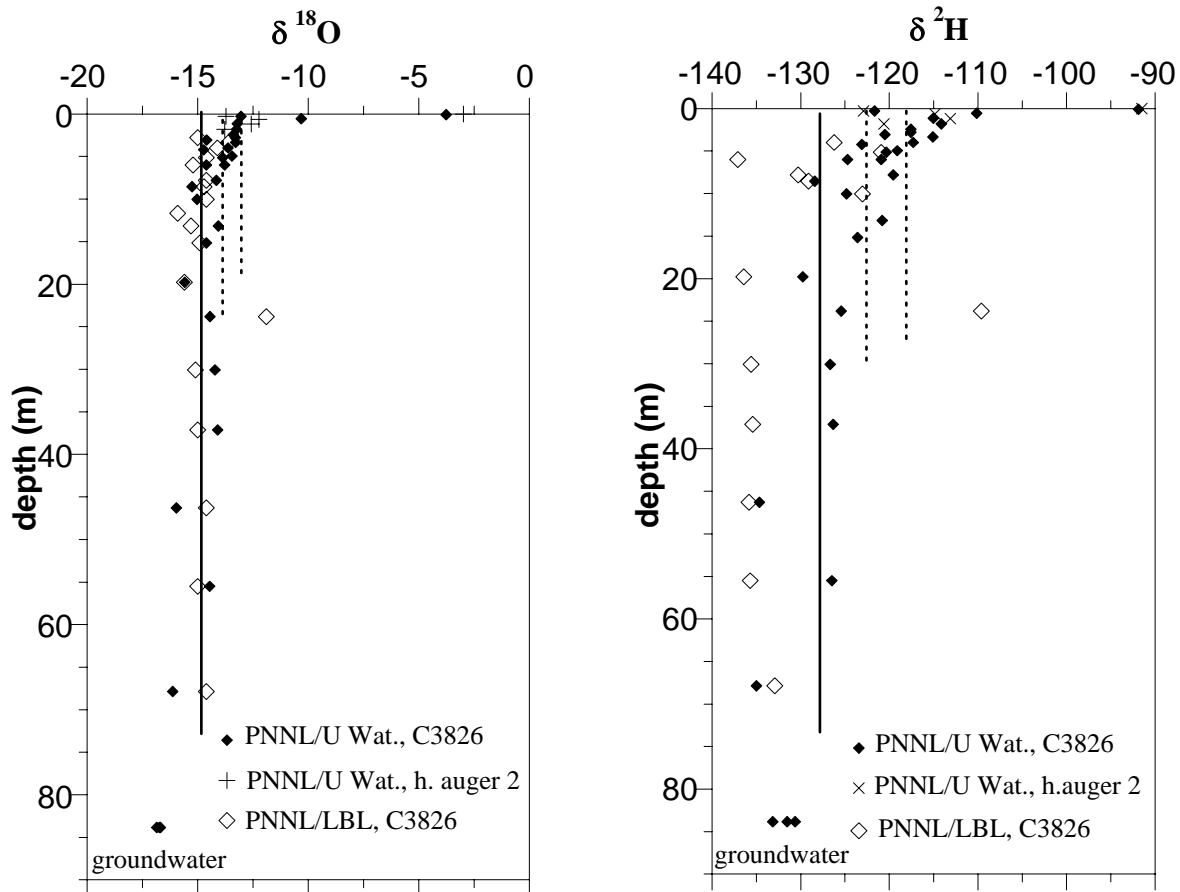 δ ¹⁸O
-20 -15 -10 -5 0
0
20
40
60
80
depth (m)
PNNL/U Wat., C3826
PNNL/U Wat., h. auger 2
PNNL/LBL, C3826
groundwater
δ ²H
-140 -130 -120 -110 -100 -90
0
20
40
60
80
depth (m)
PNNL/U Wat., C3826
PNNL/U Wat., h.auger 2
PNNL/LBL, C3826
groundwater